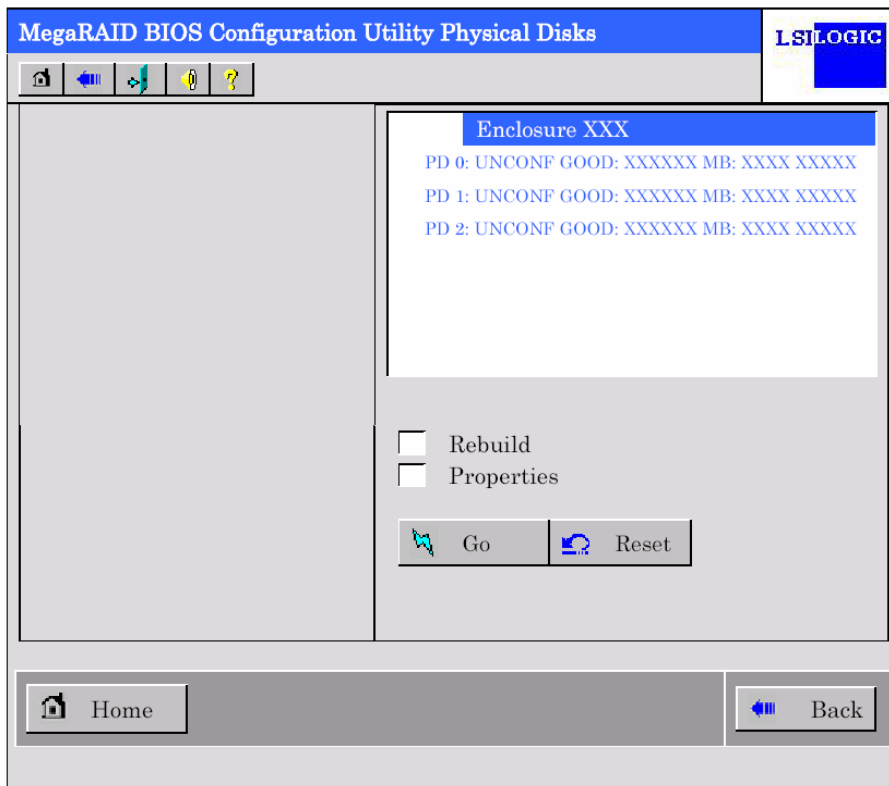 MegaRAID BIOS Configuration Utility Physical Disks
LSI LOGIC
Enclosure XXX
PD 0: UNCONF GOOD: XXXXXX MB: XXXX XXXXX
PD 1: UNCONF GOOD: XXXXXX MB: XXXX XXXXX
PD 2: UNCONF GOOD: XXXXXX MB: XXXX XXXXX
Rebuild
Properties
Go
Reset
Home
Back